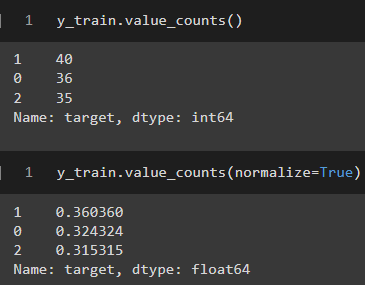 1 y_train.value_counts()
1 40
0 36
2 35
Name: target, dtype: int64
1 y_train.value_counts(normalize=True)
1 0.360360
0 0.324324
2 0.315315
Name: target, dtype: float64